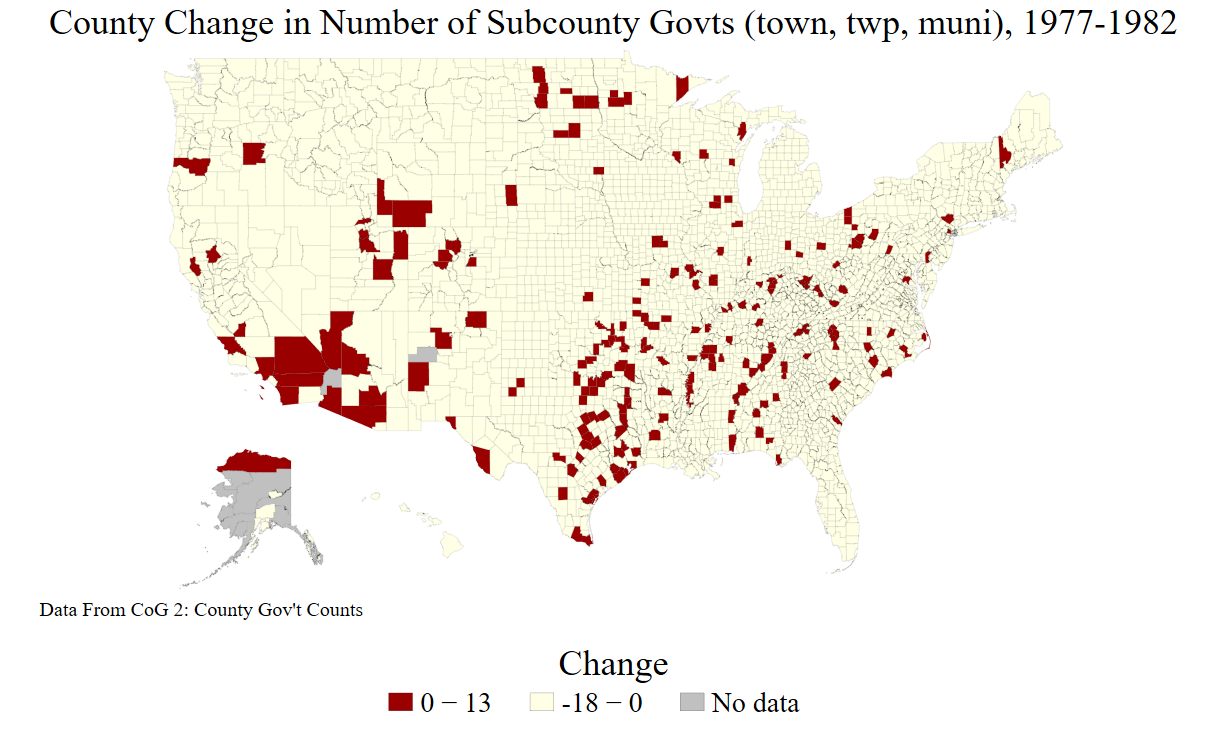 County Change in Number of Subcounty Govts (town, twp, muni), 1977-1982
Data From CoG 2: County Gov't Counts
Change
0 − 13 -18 − 0 No data